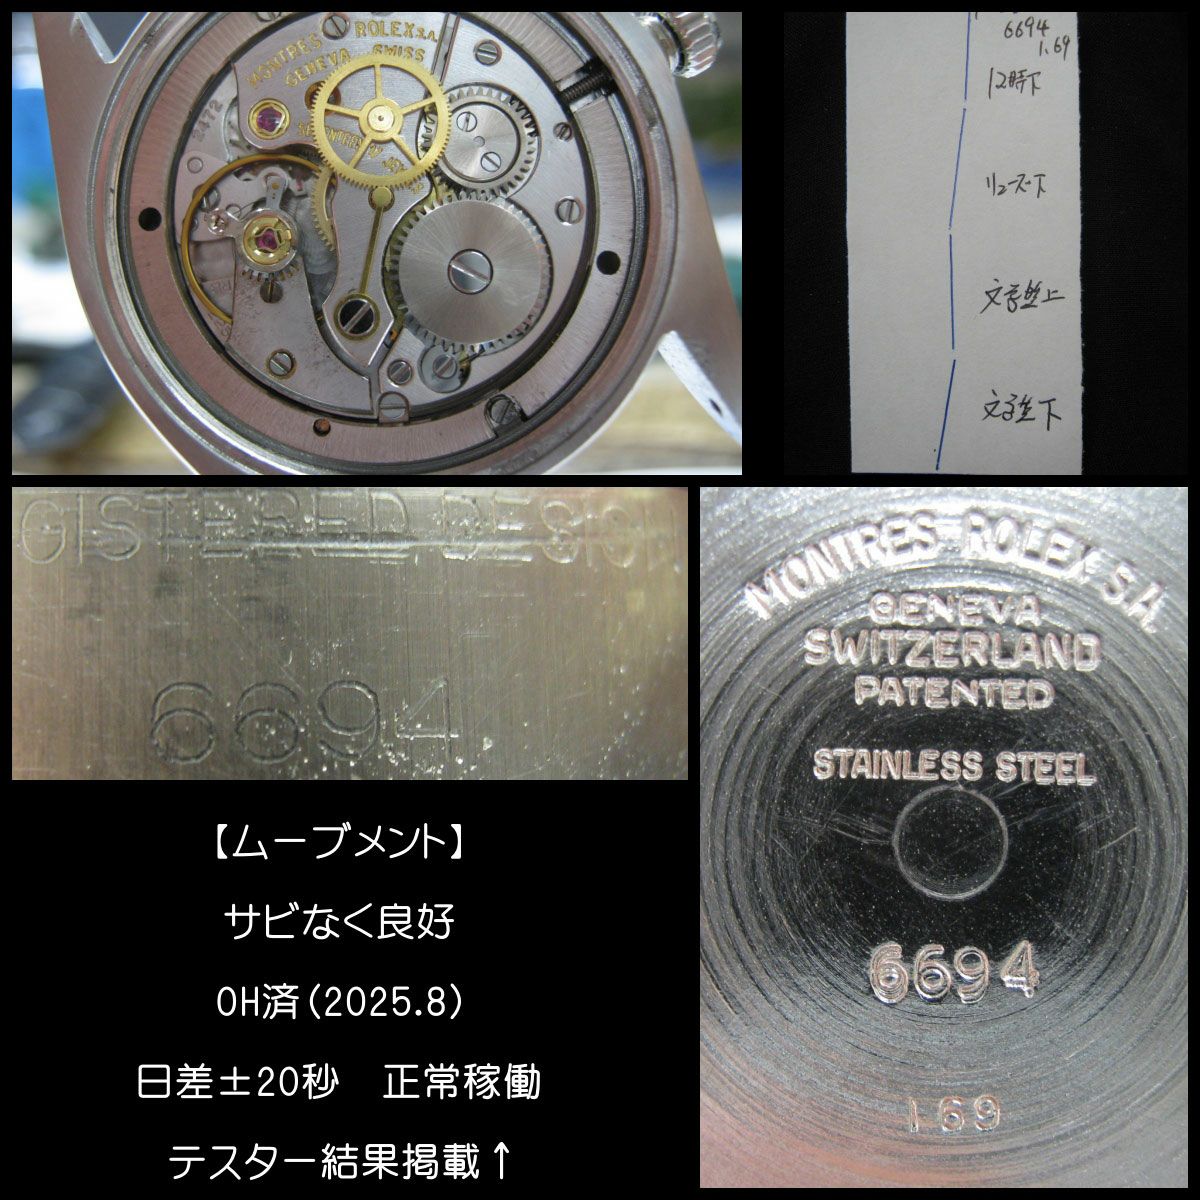 MONTRES ROLEX S.A.
GENEVA SWISS
6694
1.69
12時下
リューズ下
文字盤上
文字盤下
GISTERED DESIGN
6694
MONTRES ROLEX S.A
GENEVA
SWITZERLAND
PATENTED
STAINLESS STEEL
6694
169
【ムーブメント】
サビなく良好
OH済(2025.8)
日差±20秒　正常稼働
テスター結果掲載↑